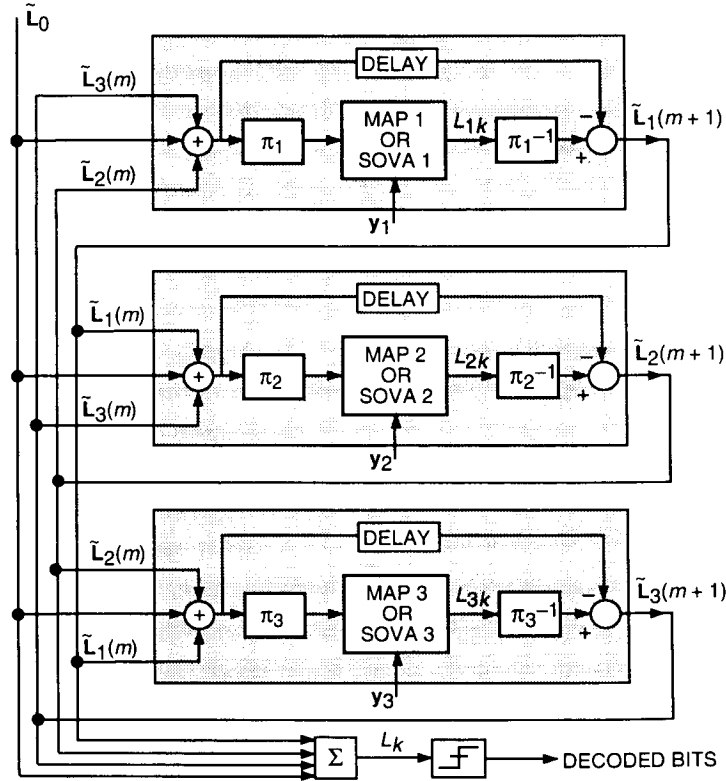 L̃₀
DELAY
L̃₃(m)
+
π₁
MAP 1
OR
SOVA 1
L₁ₖ
π₁⁻¹
−
+
L̃₁(m + 1)
L̃₂(m)
y₁
DELAY
L̃₁(m)
+
π₂
MAP 2
OR
SOVA 2
L₂ₖ
π₂⁻¹
−
+
L̃₂(m + 1)
L̃₃(m)
y₂
DELAY
L̃₂(m)
+
π₃
MAP 3
OR
SOVA 3
L₃ₖ
π₃⁻¹
−
+
L̃₃(m + 1)
L̃₁(m)
y₃
Σ
Lₖ
DECODED BITS